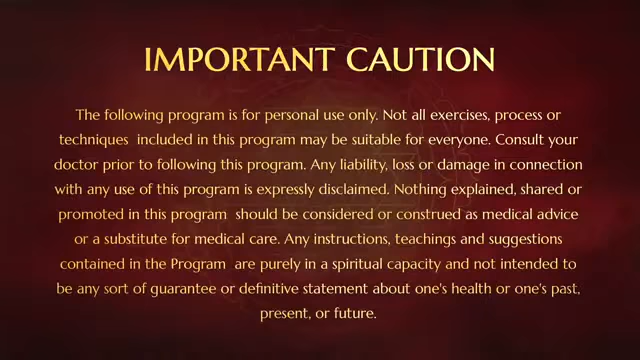 IMPORTANT CAUTION
The following program is for personal use only. Not all exercises, process or
techniques included in this program may be suitable for everyone. Consult your
doctor prior to following this program. Any liability, loss or damage in connection
with any use of this program is expressly disclaimed. Nothing explained, shared or
promoted in this program should be considered or construed as medical advice
or a substitute for medical care. Any instructions, teachings and suggestions
contained in the Program are purely in a spiritual capacity and not intended to
be any sort of guarantee or definitive statement about one's health or one's past,
present, or future.